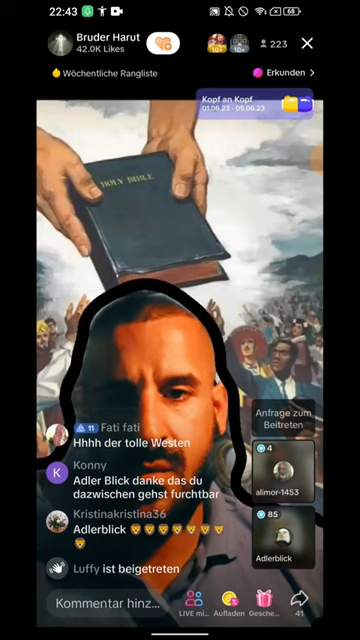 22:43
68
Bruder Harut
42.0K Likes
10+
10+
223
Wöchentliche Rangliste
Erkunden
Kopf an Kopf
01.06.23 - 05.06.23
HOLY BIBLE
Anfrage zum
Beitreten
11 Fati fati
Hhhh der tolle Westen
4
alimor-1453
K
Konny
Adler Blick danke das du
dazwischen gehst furchtbar
85
Adlerblick
Kristinakristina36
Adlerblick 🦁🦁🦁🦁🦁🦁🦁
🦁
Luffy ist beigetreten
Kommentar hinz...
LIVE mi...
Aufladen
Gesche...
41